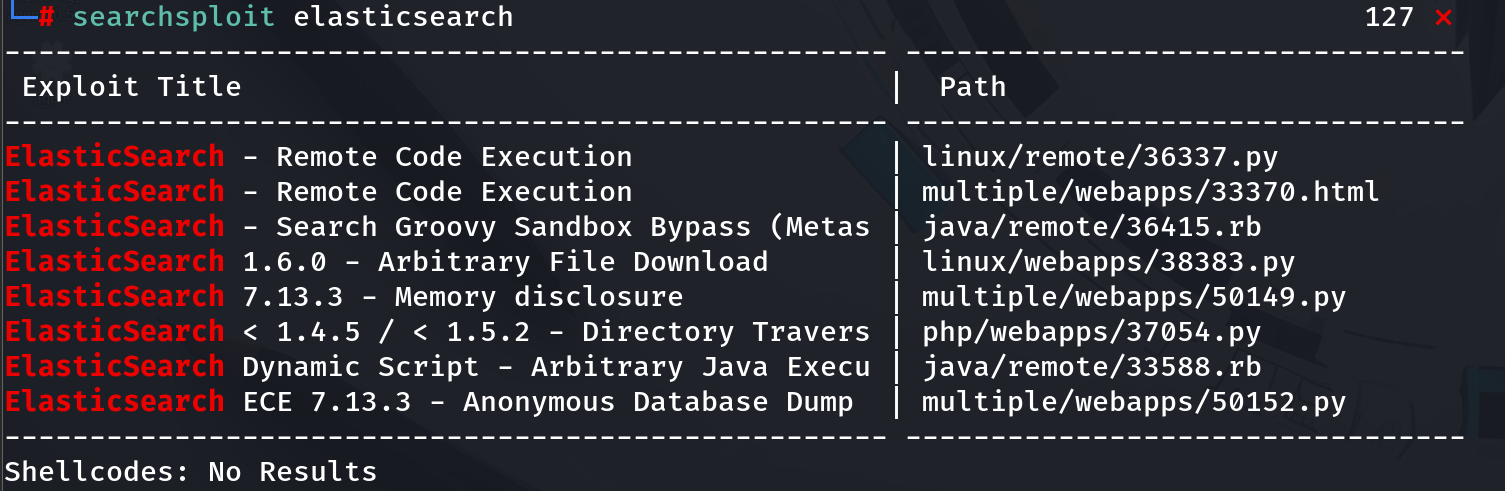 └─# searchsploit elasticsearch 127 ⨯
---------------------------------------------------- ---------------------------------
 Exploit Title | Path
---------------------------------------------------- ---------------------------------
ElasticSearch - Remote Code Execution | linux/remote/36337.py
ElasticSearch - Remote Code Execution | multiple/webapps/33370.html
ElasticSearch - Search Groovy Sandbox Bypass (Metas | java/remote/36415.rb
ElasticSearch 1.6.0 - Arbitrary File Download | linux/webapps/38383.py
ElasticSearch 7.13.3 - Memory disclosure | multiple/webapps/50149.py
ElasticSearch < 1.4.5 / < 1.5.2 - Directory Travers | php/webapps/37054.py
ElasticSearch Dynamic Script - Arbitrary Java Execu | java/remote/33588.rb
Elasticsearch ECE 7.13.3 - Anonymous Database Dump | multiple/webapps/50152.py
---------------------------------------------------- ---------------------------------
Shellcodes: No Results